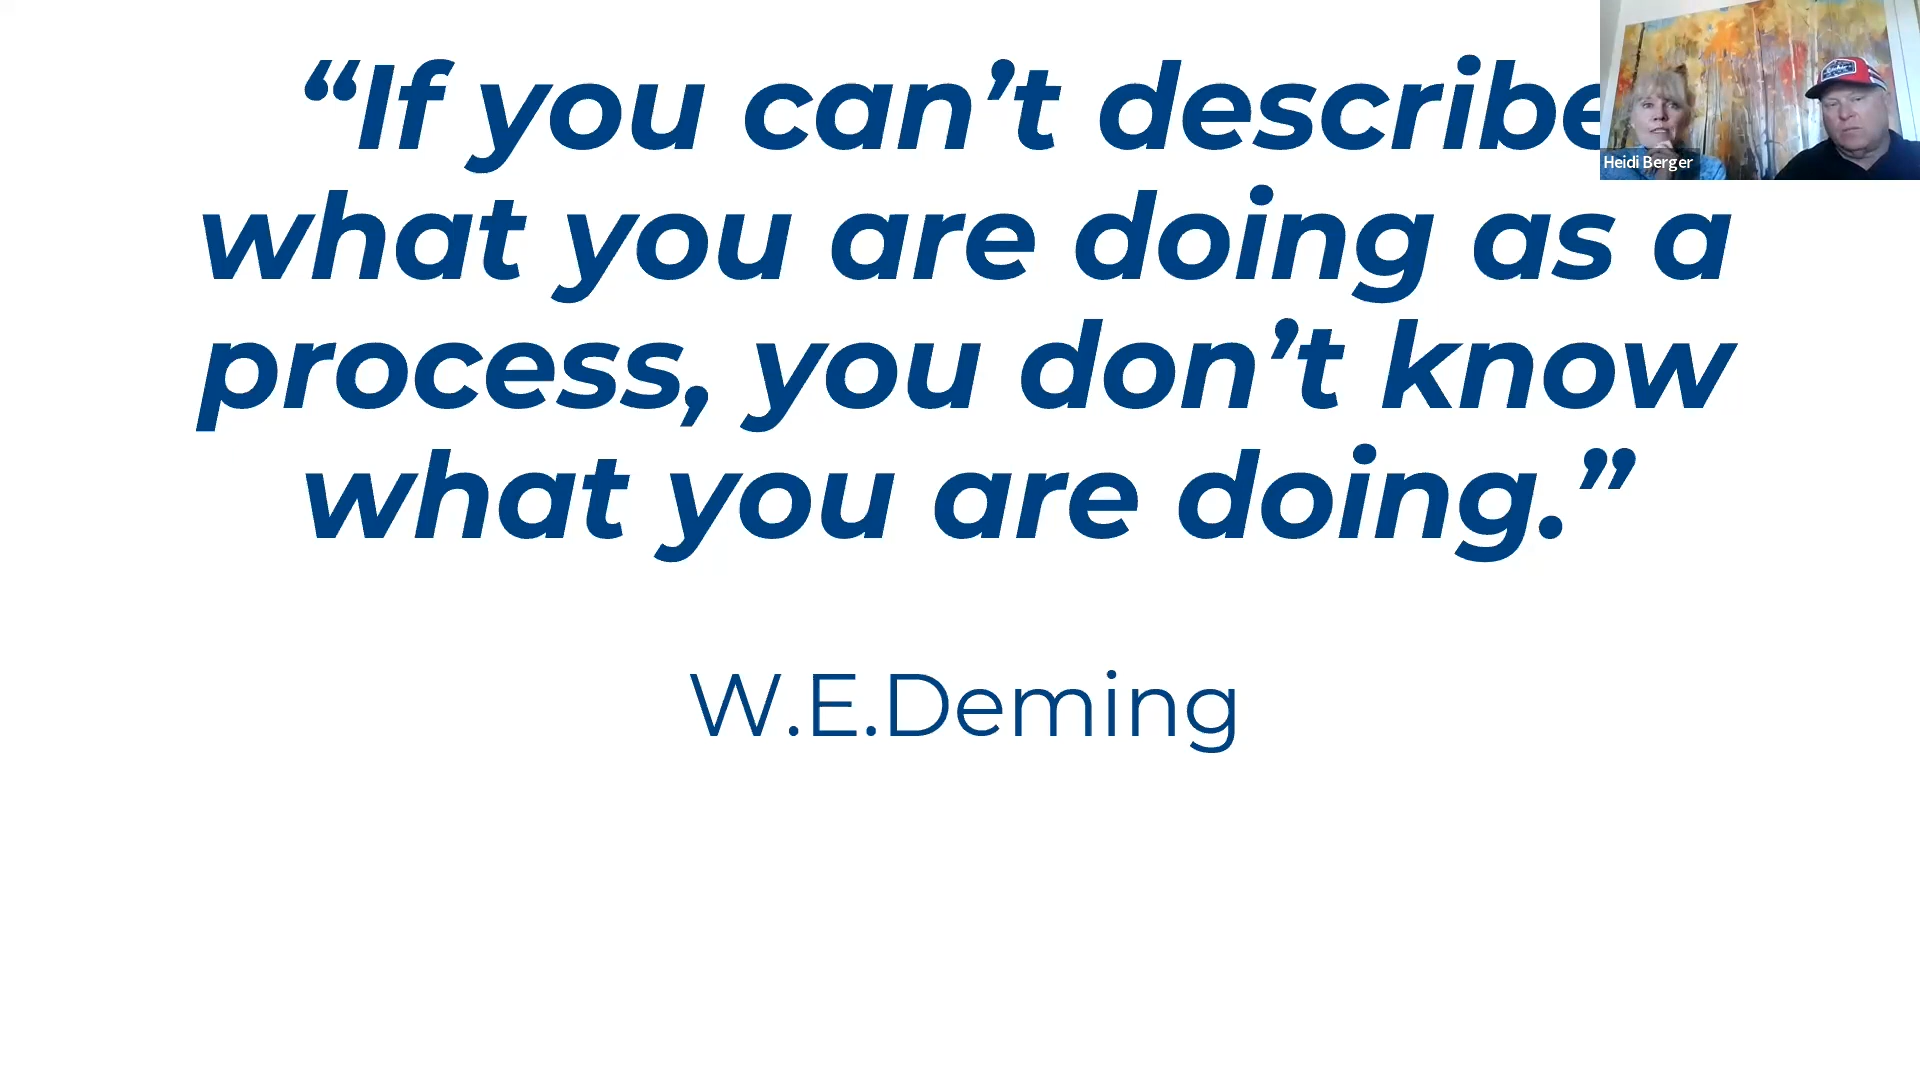 “If you can’t describe
what you are doing as a
process, you don’t know
what you are doing.”
W.E.Deming
Heidi Berger